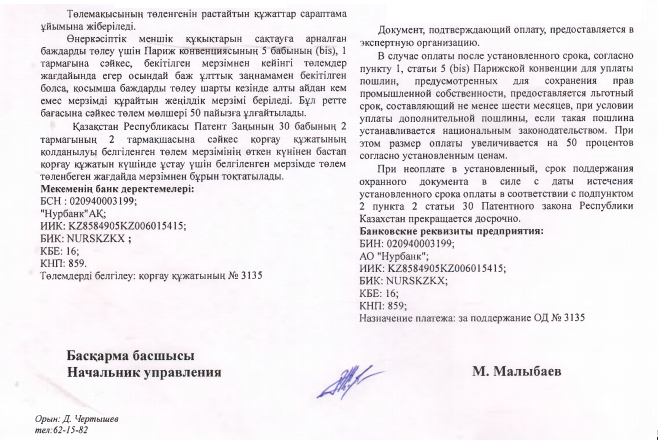 Төлемақысының төленгенін растайтын құжаттар сараптама
ұйымына жіберіледі.
Өнеркәсіптік меншік құқықтарын сақтауға арналған
баждарды төлеу үшін Париж конвенциясының 5 бабының (bis), 1
тармағына сәйкес, бекітілген мерзімнен кейінгі төлемдер
жағдайында егер осындай баж ұлттық заңнамамен бекітілген
болса, қосымша баждарды төлеу шарты кезінде алты айдан кем
емес мерзімді құрайтын жеңілдік мерзімі беріледі. Бұл ретте
бағасына сәйкес төлем мөлшері 50 пайызға ұлғайтылады.
Қазақстан Республикасы Патент Заңының 30 бабының 2
тармағының 2 тармақшасына сәйкес қорғау құжатының
қолданылуы белгіленген төлем мерзімінің өткен күнінен бастап
қорғау құжатын күшінде ұстау үшін белгіленген мерзімде төлем
төленбеген жағдайда мерзімнен бұрын тоқтатылады.
Мекеменің банк деректемелері:
БСН : 020940003199;
"Нурбанк"АҚ;
ИИК: KZ8584905KZ006015415;
БИК: NURSKZKX ;
КБЕ: 16;
КНП: 859.
Төлемдерді белгілеу: қорғау құжатының № 3135
Документ, подтверждающий оплату, предоставляется в
экспертную организацию.
В случае оплаты после установленного срока, согласно
пункту 1, статьи 5 (bis) Парижской конвенции для уплаты
пошлин, предусмотренных для сохранения прав
промышленной собственности, предоставляется льготный
срок, составляющий не менее шести месяцев, при условии
уплаты дополнительной пошлины, если такая пошлина
устанавливается национальным законодательством. При
этом размер оплаты увеличивается на 50 процентов
согласно установленным ценам.
При неоплате в установленный, срок поддержания
охранного документа в силе с даты истечения
установленного срока оплаты в соответствии с подпунктом
2 пункта 2 статьи 30 Патентного закона Республики
Казахстан прекращается досрочно.
Банковские реквизиты предприятия:
БИН: 020940003199;
АО "Нурбанк";
ИИК: KZ8584905KZ006015415;
БИК: NURSKZKX;
КБЕ: 16;
КНП: 859;
Назначение платежа: за поддержание ОД № 3135
Басқарма басшысы
Начальник управления
М. Малыбаев
Орын: Д. Чертышев
тел:62-15-82